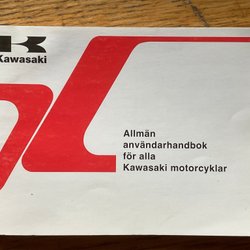 Kawasaki
Allmän
användarhandbok
för alla
Kawasaki motorcyklar